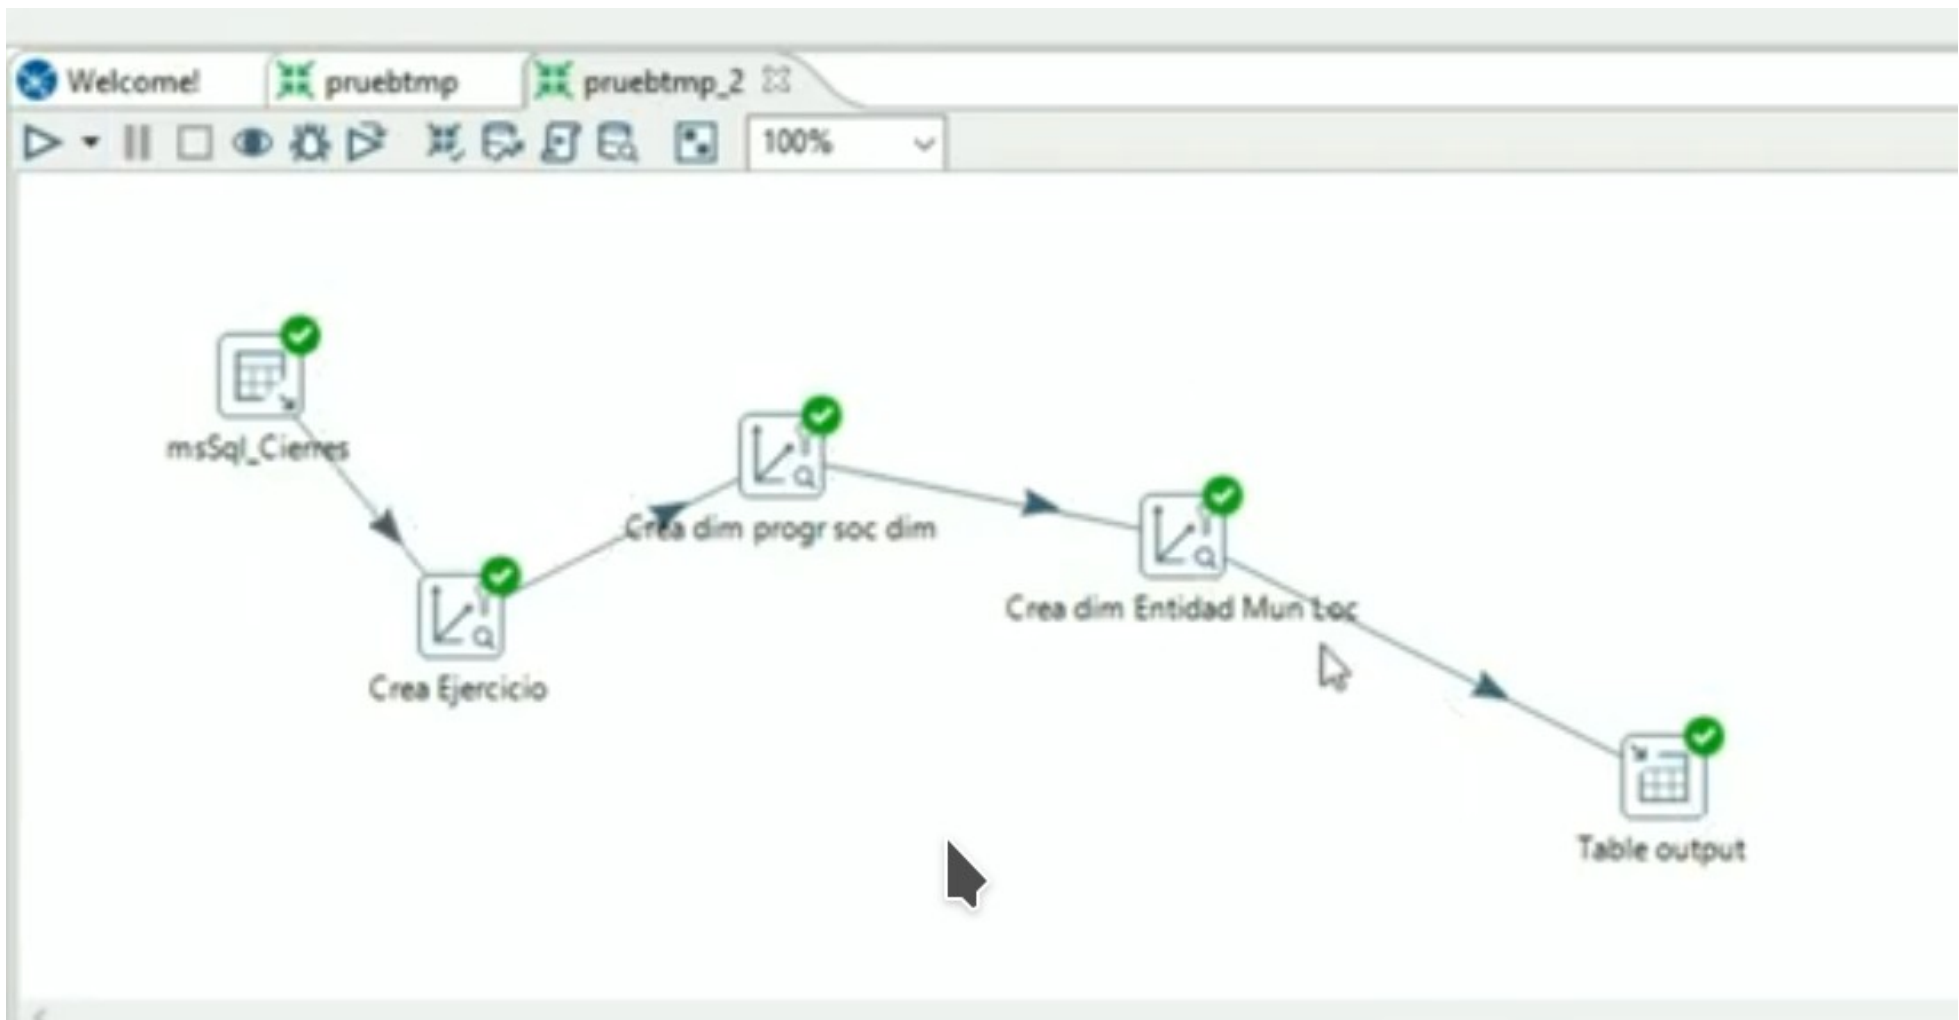 Welcome!
pruebtmp
pruebtmp_2
100%
msSql_Cierres
Crea dim progr soc dim
Crea dim Entidad Mun Loc
Crea Ejercicio
Table output